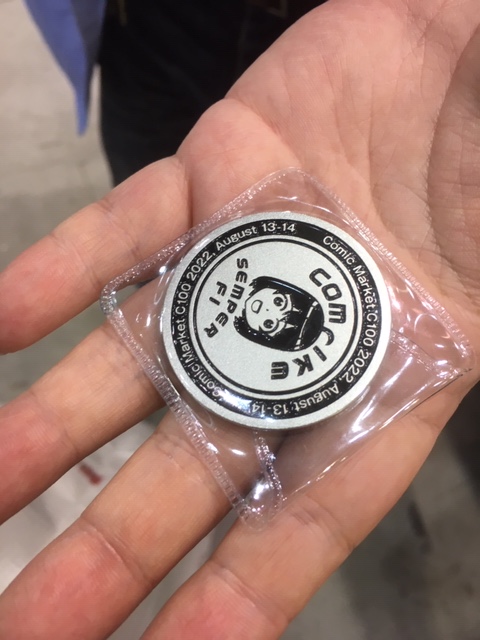 Comic Market:C100 2022, August 13-14
Comic Market:C100 2022, August 13-14
COMCIKE
SEMPER
FI